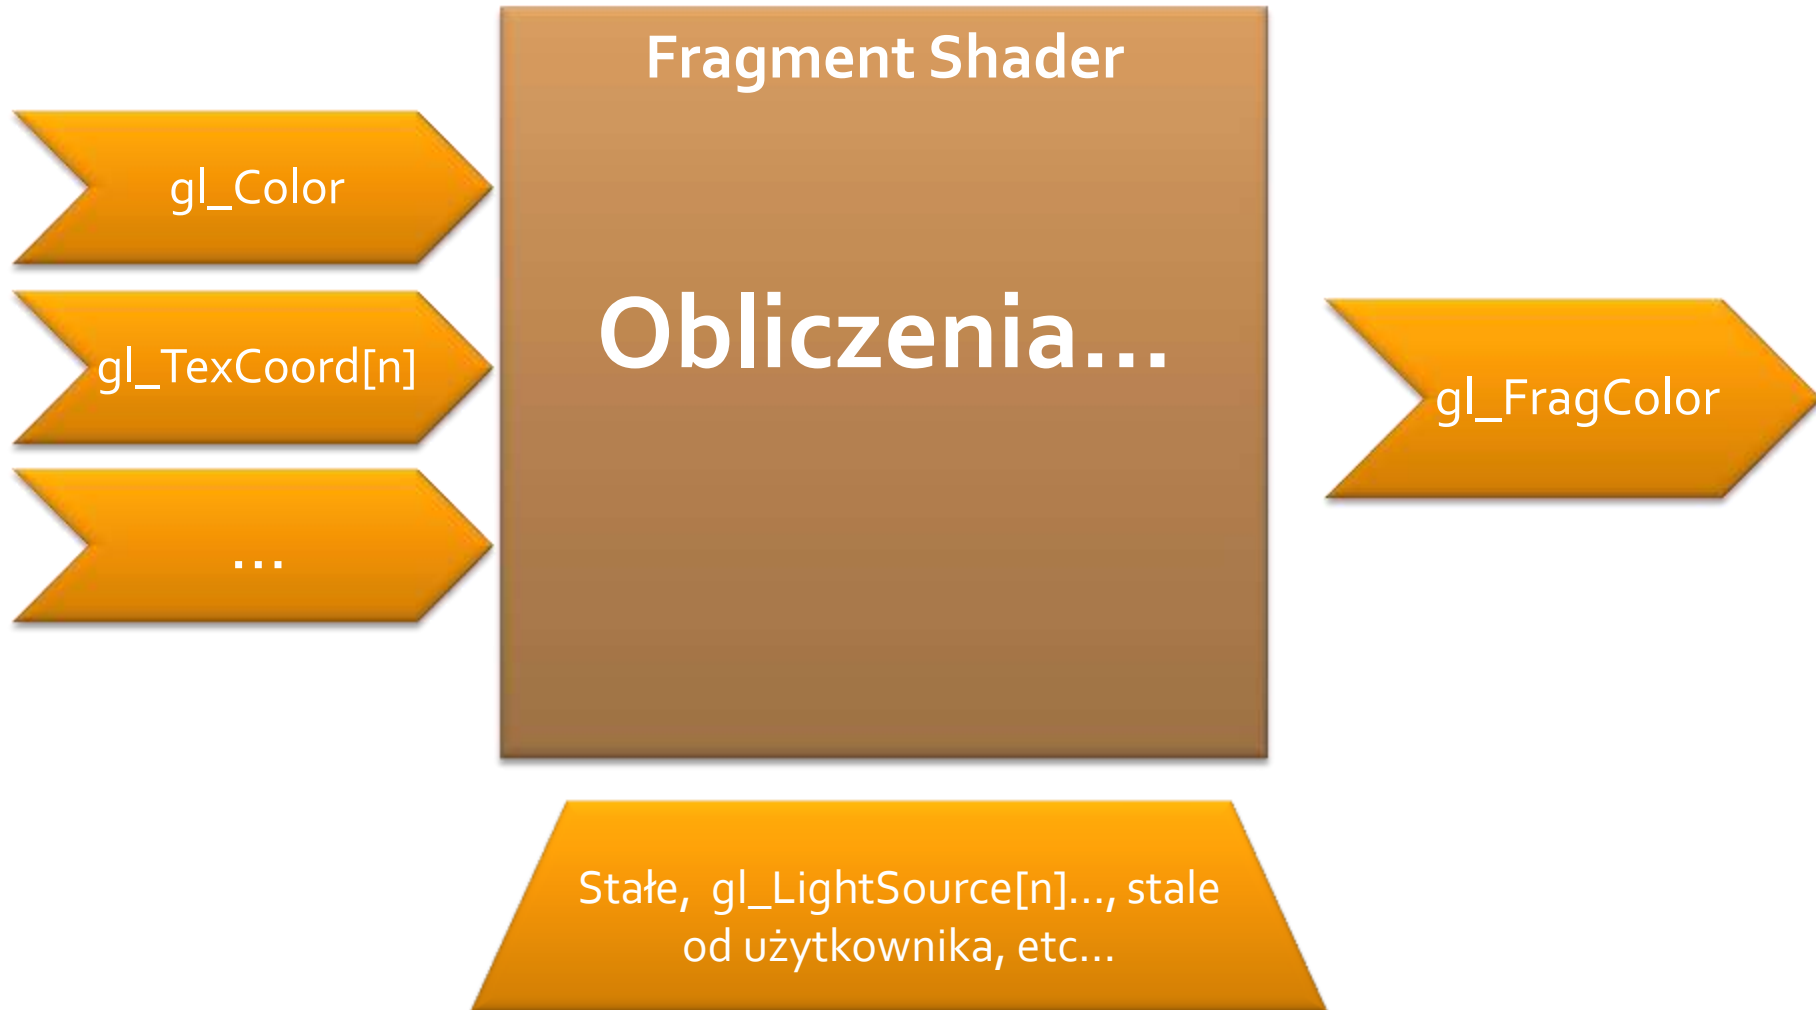 Fragment Shader
gl_Color
Obliczenia...
gl_TexCoord[n]
gl_FragColor
...
Stałe, gl_LightSource[n]..., stale
od użytkownika, etc...